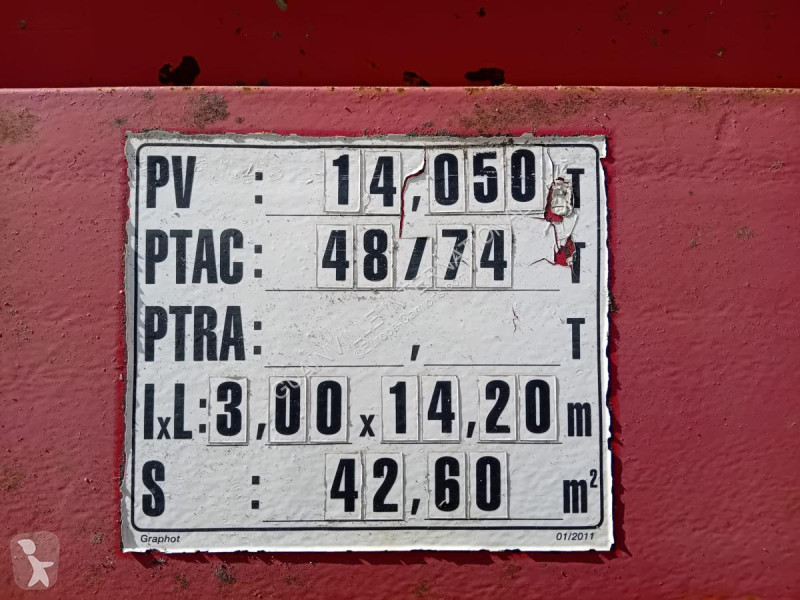 PV : 14,050 T
PTAC: 48/74 T
PTRA: , T
lxL: 3,00 x 14,20 m
S : 42,60 m²
Graphot 01/2011